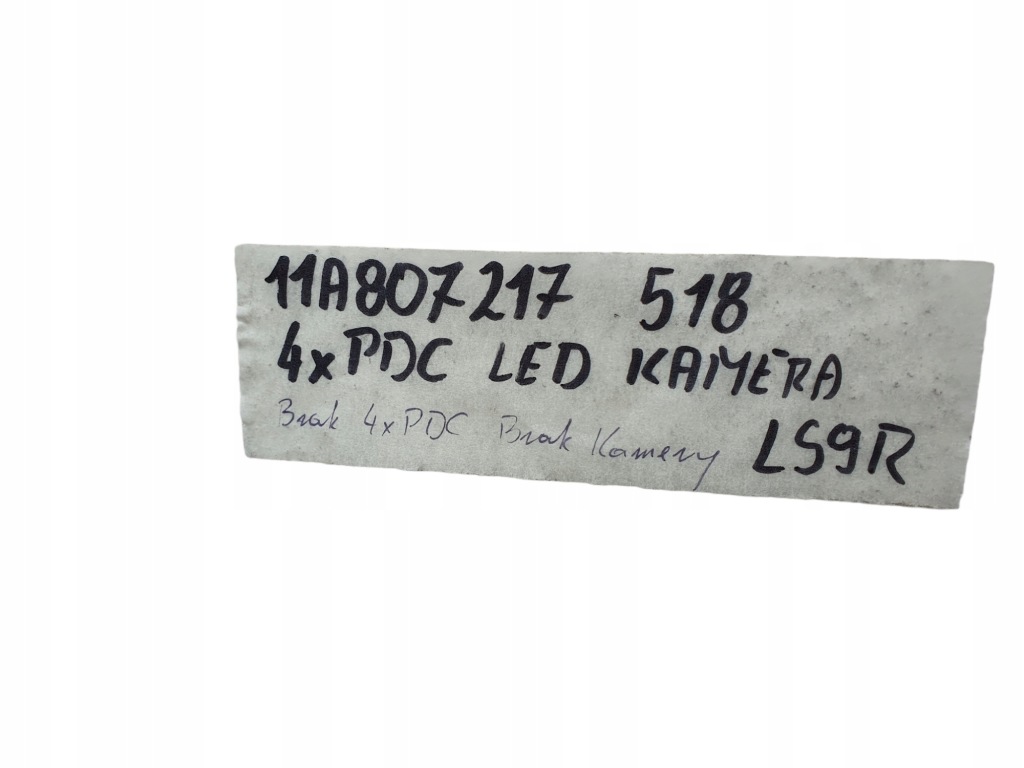 11A807217 518
4xPDC LED KAMERA
Brak 4xPDC Brak Kamery LS9R